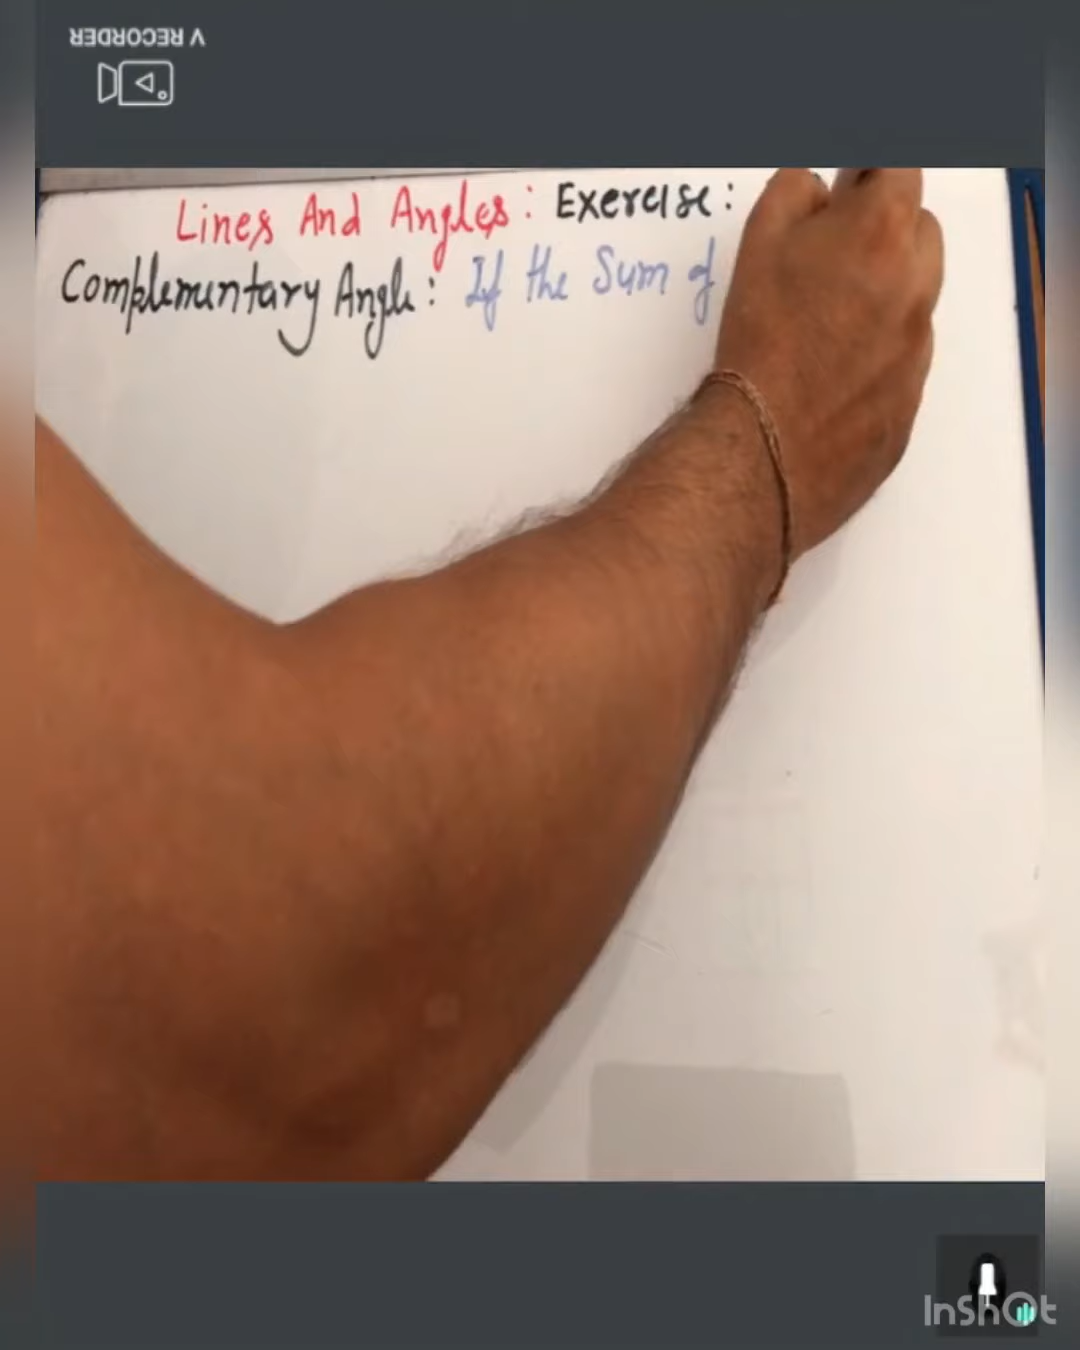 V RECORDER
Lines And Angles: Exercise:
Complementary Angle: If the Sum of
InShOt